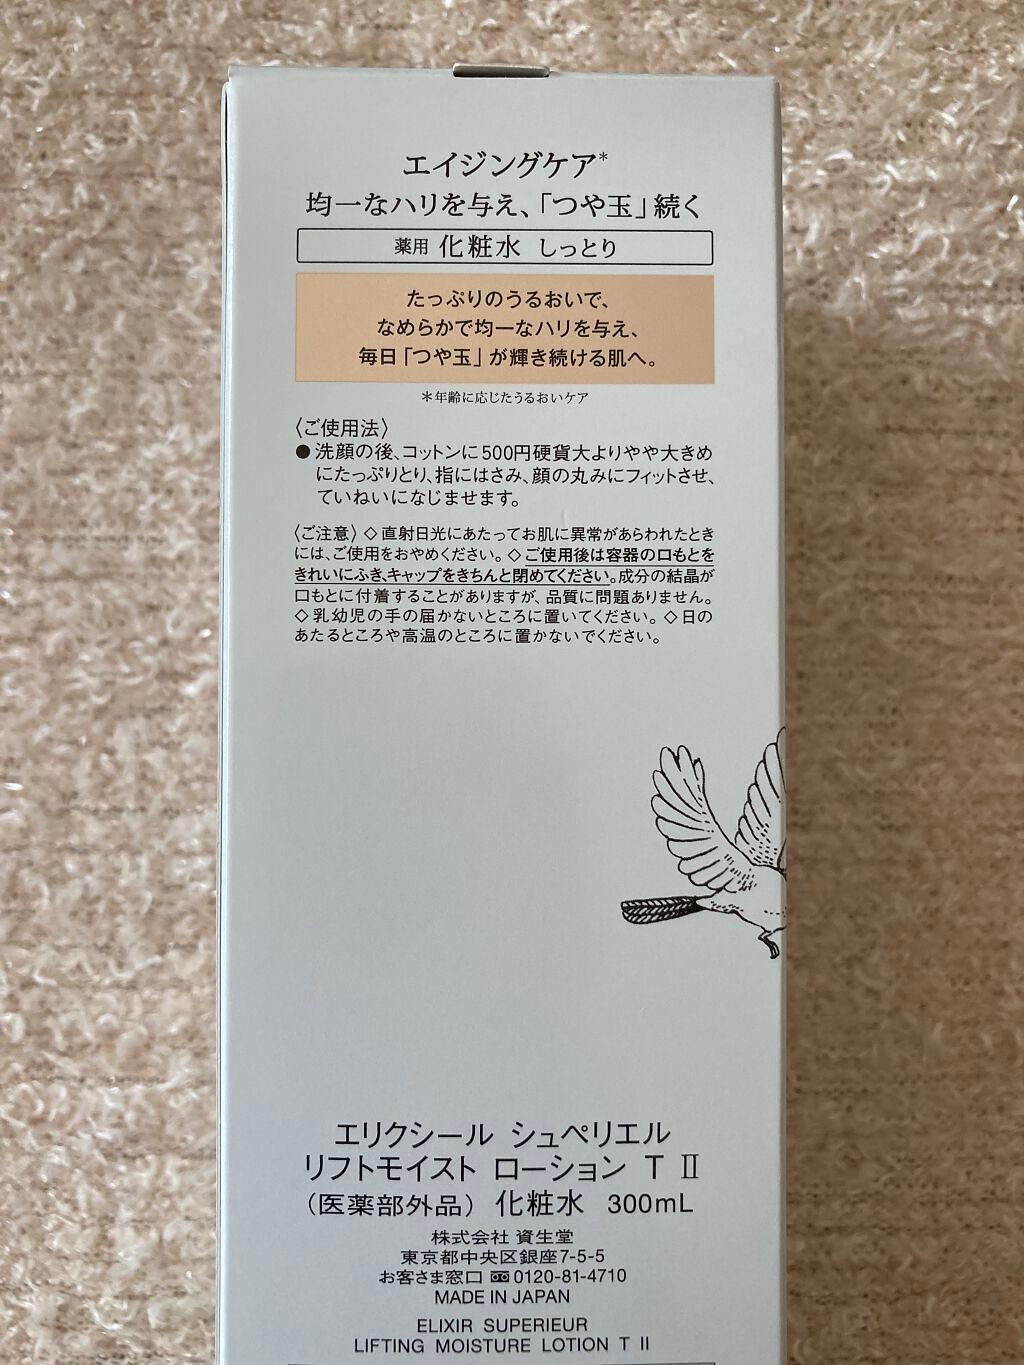 エイジングケア*
均一なハリを与え、「つや玉」続く
薬用 化粧水 しっとり
たっぷりのうるおいで、
なめらかで均一なハリを与え、
毎日「つや玉」が輝き続ける肌へ。
*年齢に応じたうるおいケア
〈ご使用法〉
●洗顔の後、コットンに500円硬貨大よりやや大きめ
にたっぷりとり、指にはさみ、顔の丸みにフィットさせ、
ていねいになじませます。
〈ご注意〉◇直射日光にあたってお肌に異常があらわれたとき
には、ご使用をおやめください。◇ご使用後は容器の口もとを
きれいにふき、キャップをきちんと閉めてください。成分の結晶が
口もとに付着することがありますが、品質に問題ありません。
◇乳幼児の手の届かないところに置いてください。◇日の
あたるところや高温のところに置かないでください。
エリクシール シュペリエル
リフトモイスト ローション T Ⅱ
（医薬部外品） 化粧水 300mL
株式会社 資生堂
東京都中央区銀座7-5-5
お客さま窓口 0120-81-4710
MADE IN JAPAN
ELIXIR SUPERIEUR
LIFTING MOISTURE LOTION T II